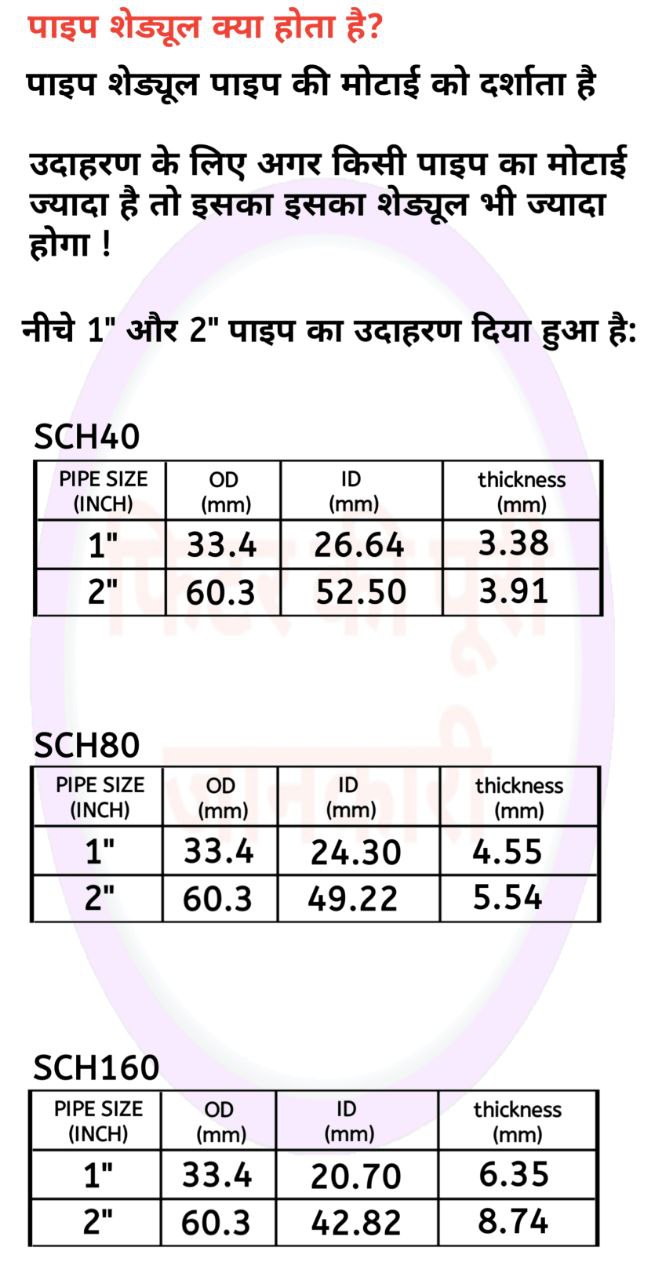 पाइप शेड्यूल क्या होता है?
पाइप शेड्यूल पाइप की मोटाई को दर्शाता है
उदाहरण के लिए अगर किसी पाइप का मोटाई
ज्यादा है तो इसका इसका शेड्यूल भी ज्यादा
होगा !
नीचे 1" और 2" पाइप का उदाहरण दिया हुआ है:
SCH40
PIPE SIZE (INCH) OD (mm) ID (mm) thickness (mm)
1" 33.4 26.64 3.38
2" 60.3 52.50 3.91
SCH80
PIPE SIZE (INCH) OD (mm) ID (mm) thickness (mm)
1" 33.4 24.30 4.55
2" 60.3 49.22 5.54
SCH160
PIPE SIZE (INCH) OD (mm) ID (mm) thickness (mm)
1" 33.4 20.70 6.35
2" 60.3 42.82 8.74
फिटर की पूरी
जानकारी